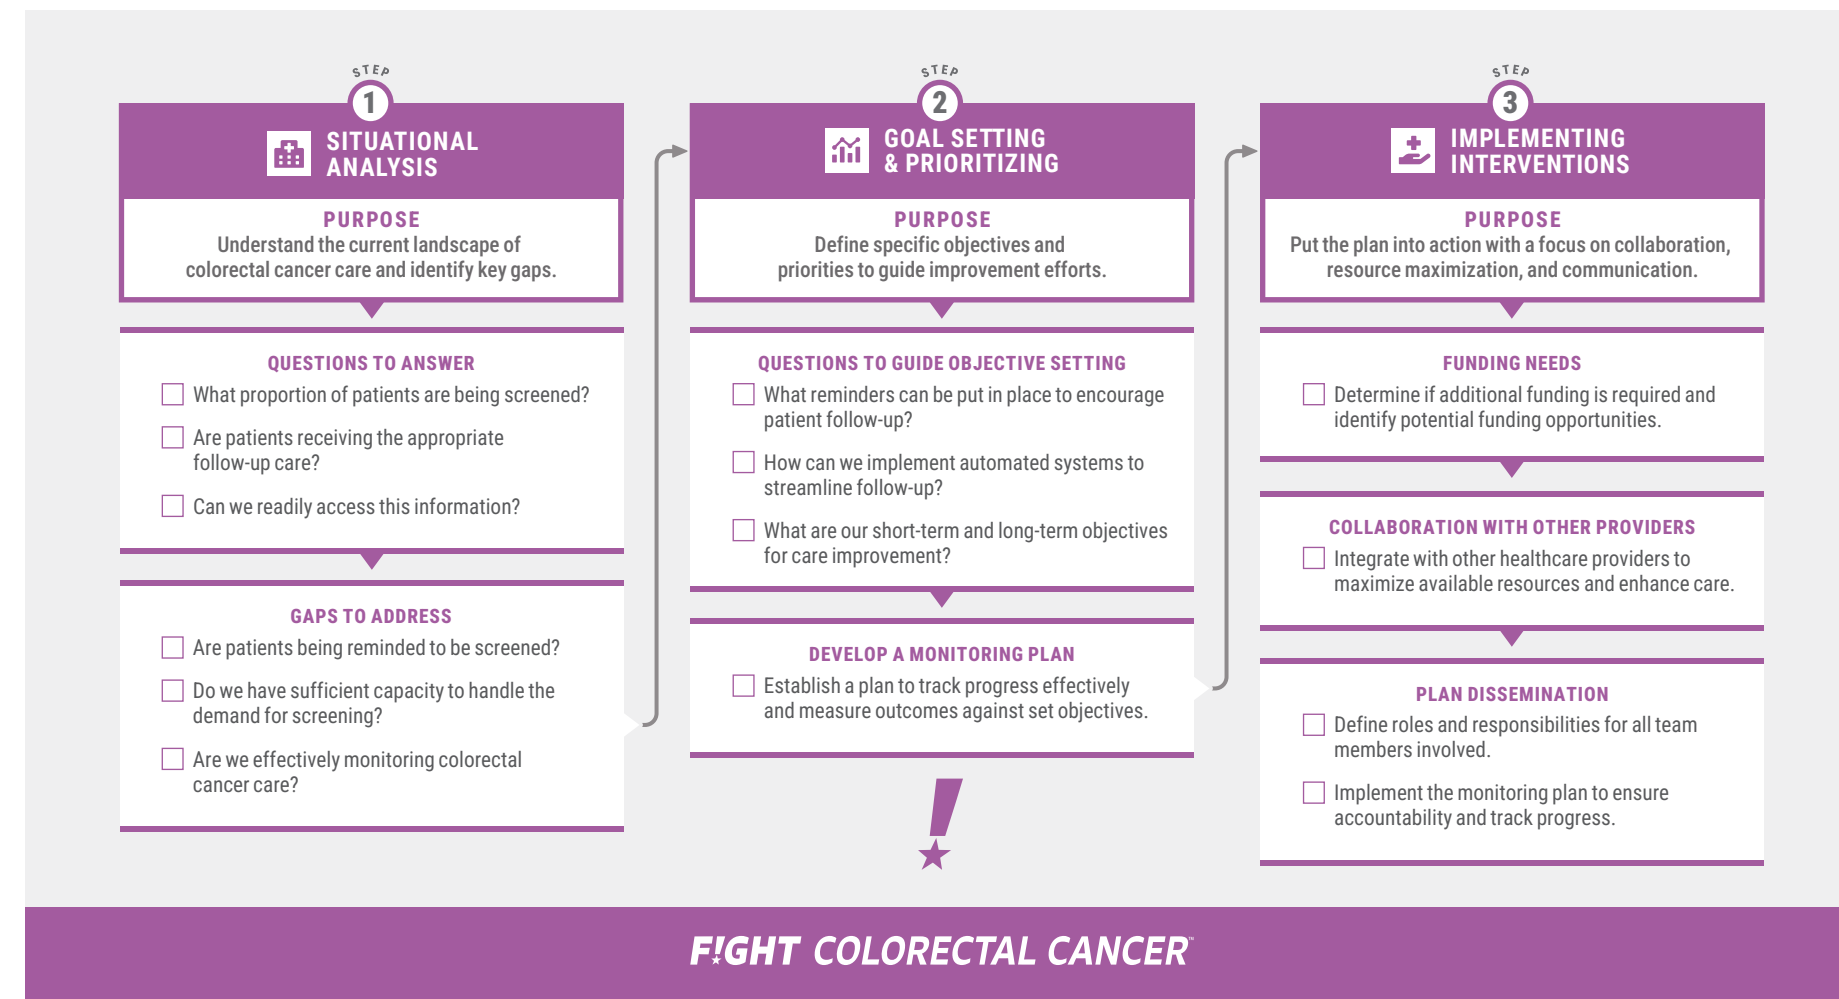 STEP
1
SITUATIONAL
ANALYSIS
PURPOSE
Understand the current landscape of
colorectal cancer care and identify key gaps.
QUESTIONS TO ANSWER
What proportion of patients are being screened?
Are patients receiving the appropriate
follow-up care?
Can we readily access this information?
GAPS TO ADDRESS
Are patients being reminded to be screened?
Do we have sufficient capacity to handle the
demand for screening?
Are we effectively monitoring colorectal
cancer care?
STEP
2
GOAL SETTING
& PRIORITIZING
PURPOSE
Define specific objectives and
priorities to guide improvement efforts.
QUESTIONS TO GUIDE OBJECTIVE SETTING
What reminders can be put in place to encourage
patient follow-up?
How can we implement automated systems to
streamline follow-up?
What are our short-term and long-term objectives
for care improvement?
DEVELOP A MONITORING PLAN
Establish a plan to track progress effectively
and measure outcomes against set objectives.
STEP
3
IMPLEMENTING
INTERVENTIONS
PURPOSE
Put the plan into action with a focus on collaboration,
resource maximization, and communication.
FUNDING NEEDS
Determine if additional funding is required and
identify potential funding opportunities.
COLLABORATION WITH OTHER PROVIDERS
Integrate with other healthcare providers to
maximize available resources and enhance care.
PLAN DISSEMINATION
Define roles and responsibilities for all team
members involved.
Implement the monitoring plan to ensure
accountability and track progress.
F!GHT COLORECTAL CANCER™